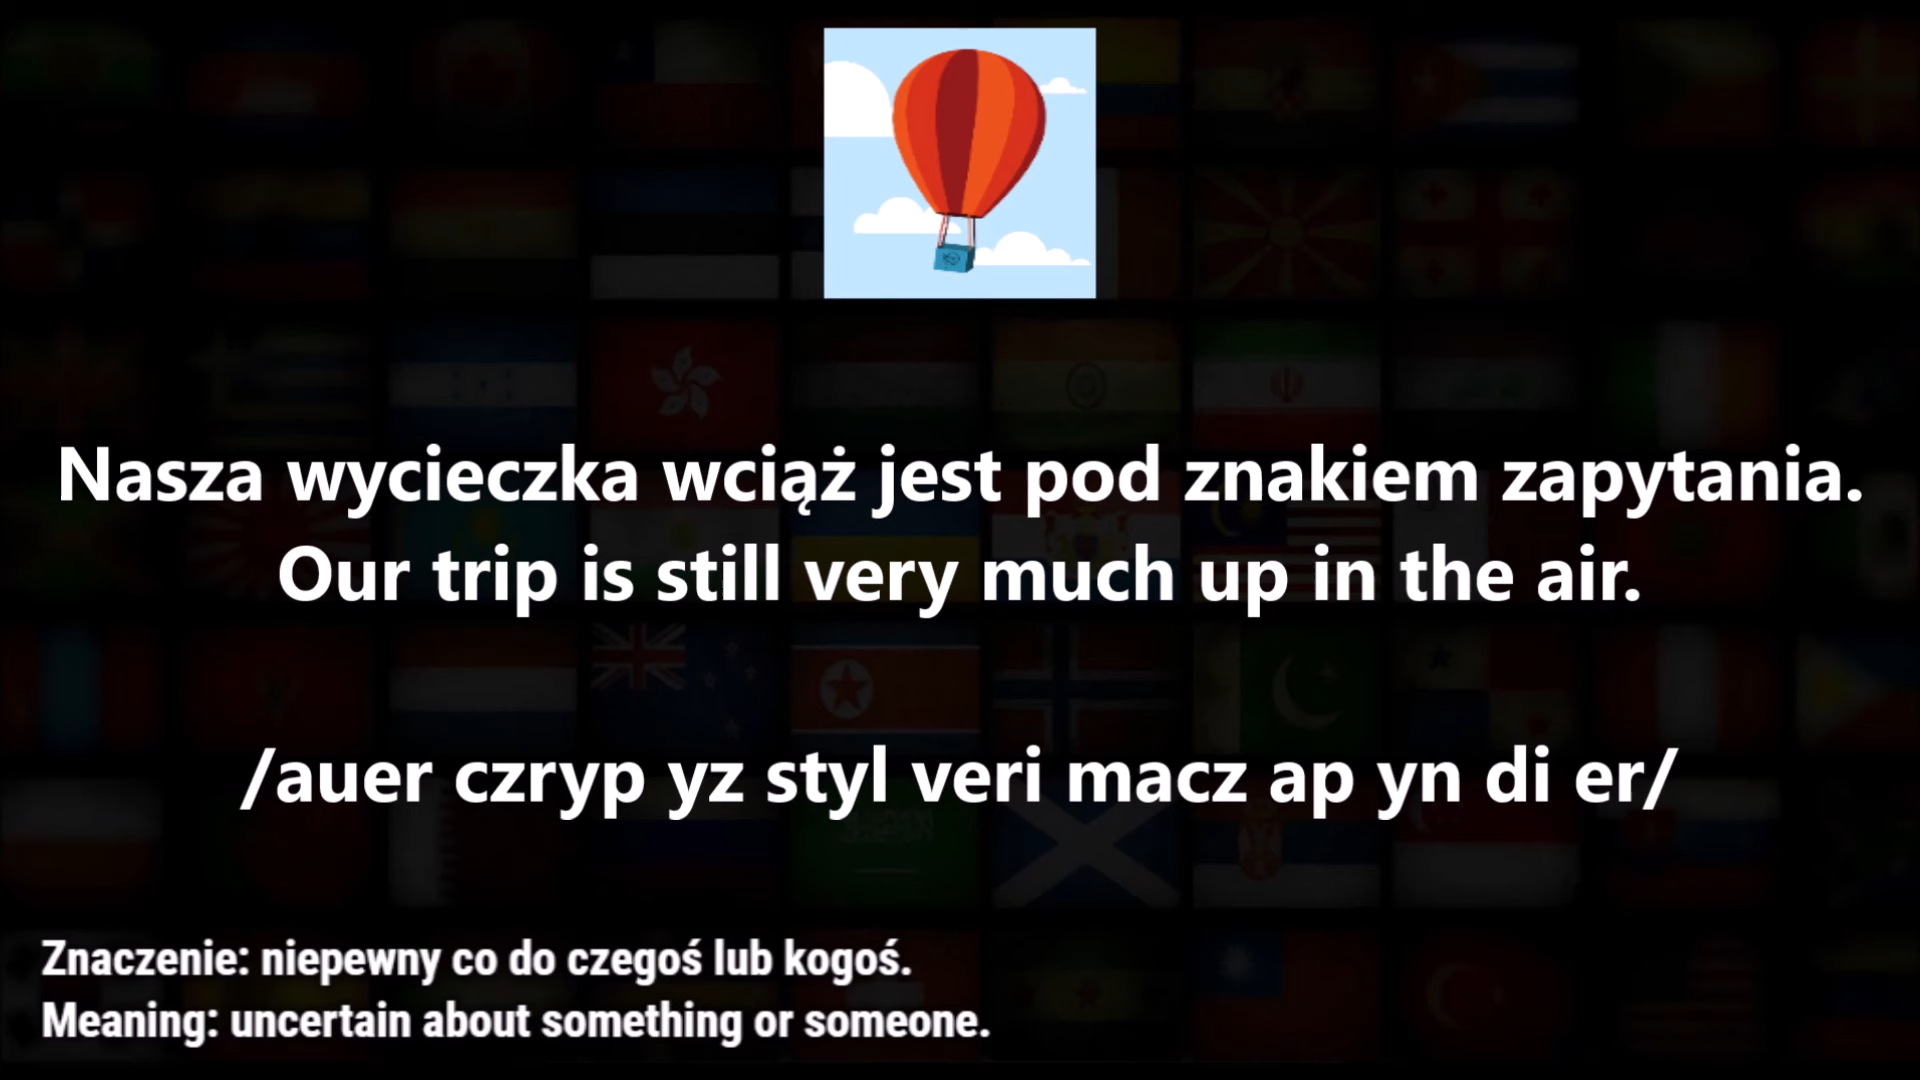 Nasza wycieczka wciąż jest pod znakiem zapytania.
Our trip is still very much up in the air.
/auer czryp yz styl veri macz ap yn di er/
Znaczenie: niepewny co do czegoś lub kogoś.
Meaning: uncertain about something or someone.